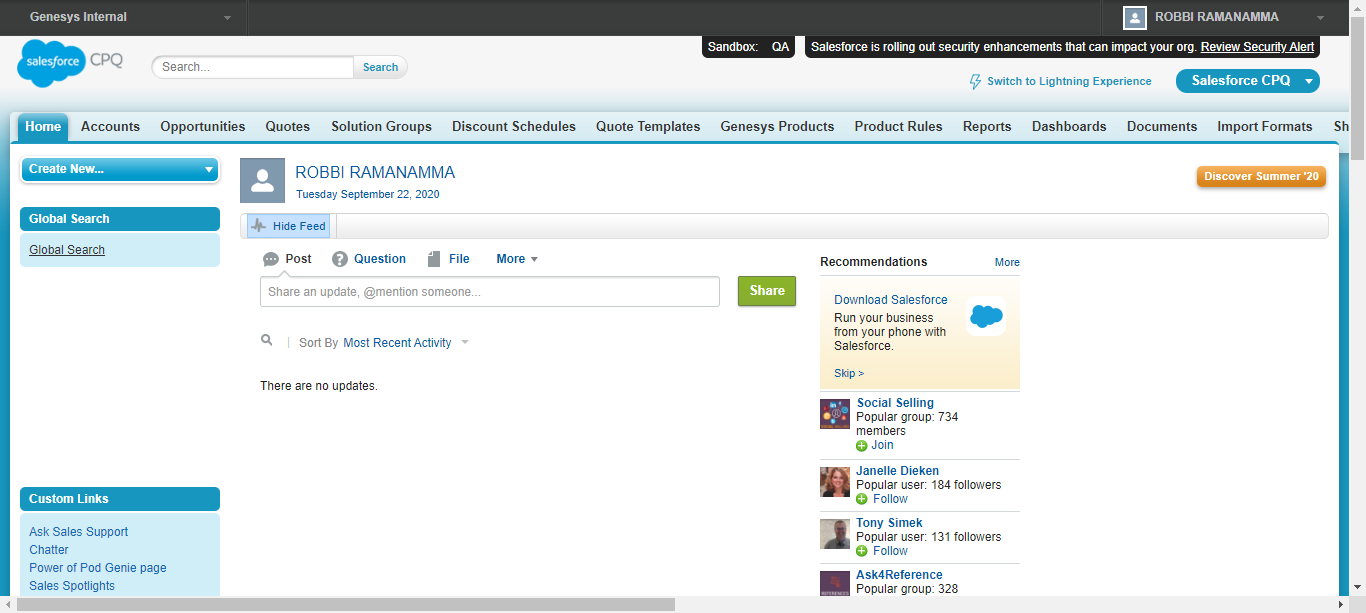 Genesys Internal
ROBBI RAMANAMMA
salesforce CPQ
Search...
Search
Sandbox: QA
Salesforce is rolling out security enhancements that can impact your org. Review Security Alert
Switch to Lightning Experience
Salesforce CPQ
Home Accounts Opportunities Quotes Solution Groups Discount Schedules Quote Templates Genesys Products Product Rules Reports Dashboards Documents Import Formats Sh
Create New...
Global Search
Global Search
Custom Links
Ask Sales Support
Chatter
Power of Pod Genie page
Sales Spotlights
ROBBI RAMANAMMA
Tuesday September 22, 2020
Discover Summer '20
Hide Feed
Post Question File More
Share an update, @mention someone...
Share
Sort By Most Recent Activity
There are no updates.
Recommendations More
Download Salesforce
Run your business
from your phone with
Salesforce.
Skip >
Social Selling
Popular group: 734
members
Join
Janelle Dieken
Popular user: 184 followers
Follow
Tony Simek
Popular user: 131 followers
Follow
Ask4Reference
Popular group: 328